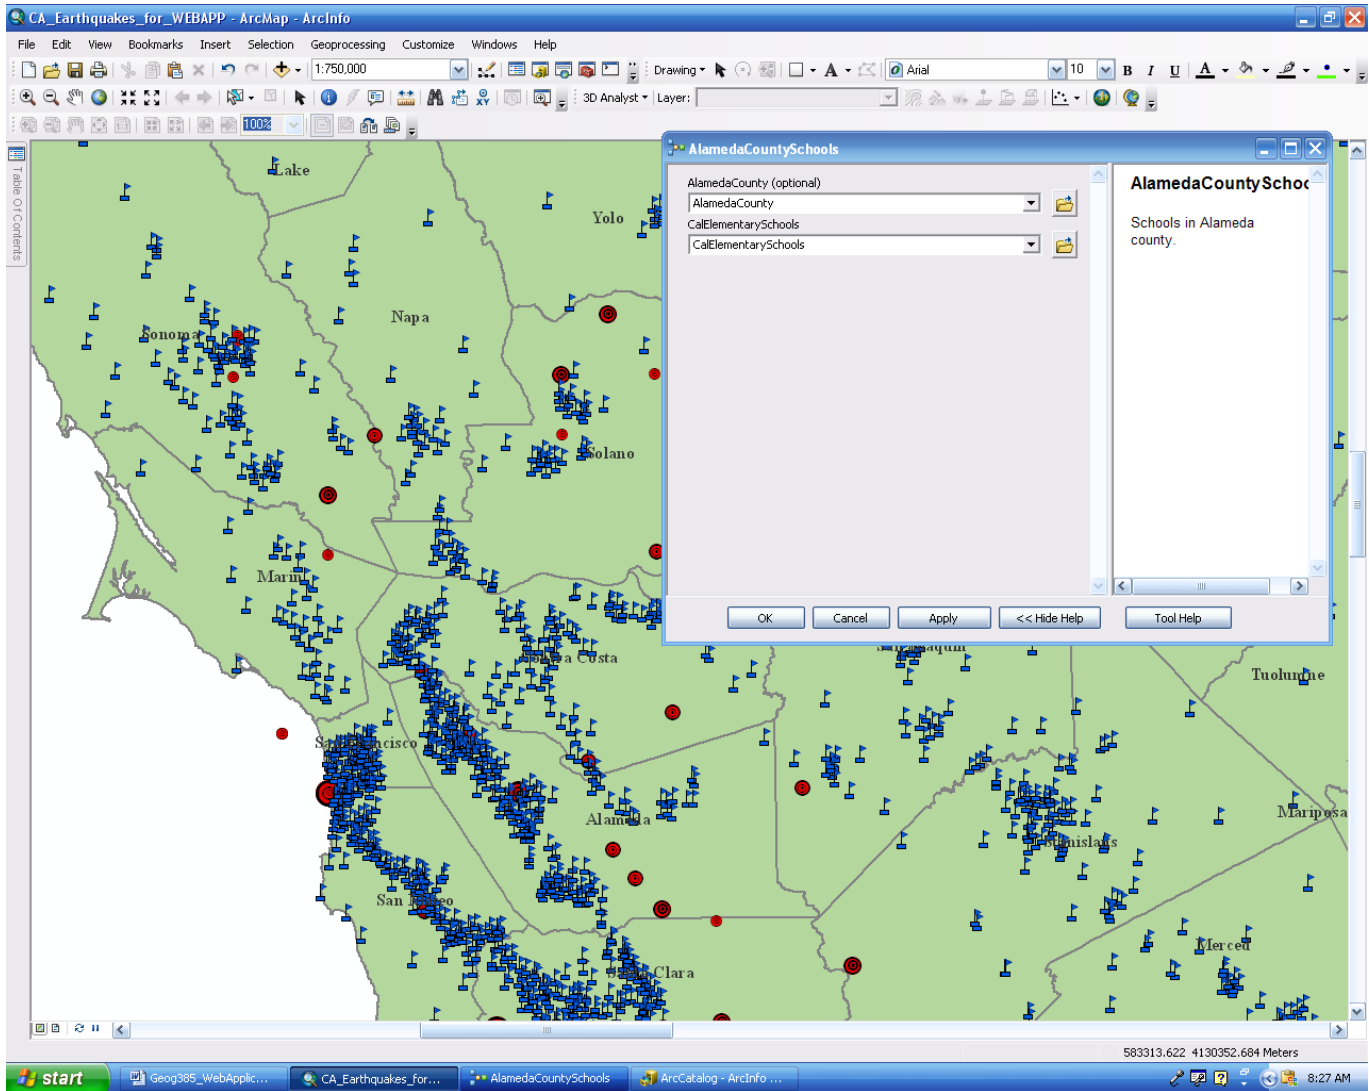 CA_Earthquakes_for_WEBAPP - ArcMap - ArcInfo
File Edit View Bookmarks Insert Selection Geoprocessing Customize Windows Help
1:750,000 Drawing A Arial 10 B I U A
3D Analyst Layer:
100%
Table Of Contents
AlamedaCountySchools
AlamedaCounty (optional)
AlamedaCounty
CalElementarySchools
CalElementarySchools
AlamedaCountySchoo
Schools in Alameda
county.
OK Cancel Apply << Hide Help Tool Help
Lake
Yolo
Napa
Sonoma
Solano
Marin
Costa
Tuolumne
San Francisco
Alameda
Mariposa
Stanislaus
San Mateo
Merced
Santa Clara
583313.622 4130352.684 Meters
start Geog385_WebApplic... CA_Earthquakes_for... AlamedaCountySchools ArcCatalog - ArcInfo ... 8:27 AM